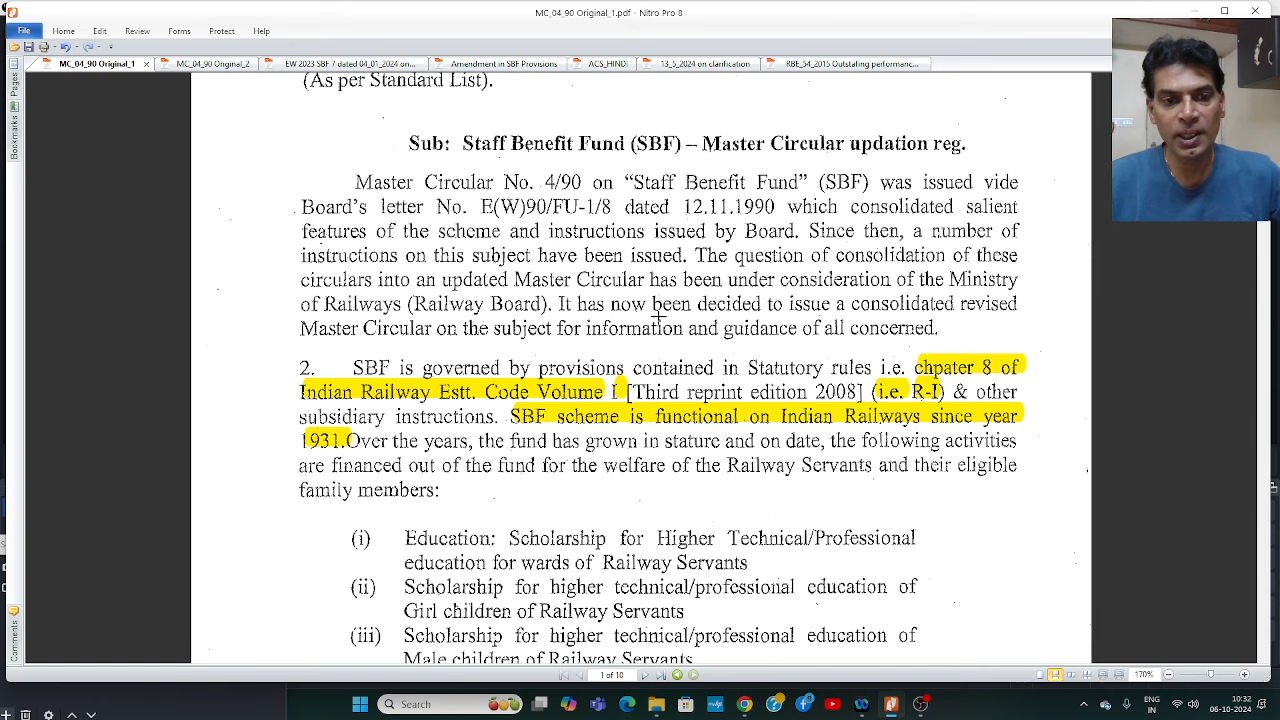 MC_04_90 Original_1.pdf - Nitro Pro 8
File Home Edit Review Forms Protect Help
MC_04_90 Original_1 MC_04_90 Original_2 EW 2023 SBF 7 dated 04_01_2024 on... Amendment in SBF Provision 13_5_2024 Clarificati... RBE_54_2015 Outstating performanc...
Pages
Bookmarks
Comments
(As per Standard List).
Sub: Staff Benefit Fund (SBF) – Master Circular updation reg.
Master Circular No. 4/90 on “Staff Benefit Fund” (SBF) was issued vide
Board’s letter No. E(W)90/FU-1/8 dated 12.11.1990 which consolidated salient
features of the scheme and instructions issued by Board. Since then, a number of
instructions on this subject have been issued. The question of consolidation of these
circulars into an updated Master Circular has been under consideration of the Ministry
of Railways (Railway Board). It has now been decided to issue a consolidated revised
Master Circular on the subject for information and guidance of all concerned.
2. SBF is governed by provisions contained in Statutory rules i.e. chpater 8 of
Indian Railway Estt. Code Volume I [Third reprint edition 2008] (i.e. R-I) & other
subsidiary instructions. SBF scheme is functional on Indian Railways since year
1931.Over the years, the fund has grown in stature and on date, the following activities
are financed out of the fund for the welfare of the Railway Servants and their eligible
family members:
(i) Education: Scholarship for Higher Technical/Professional
education for wards of Railway Servants
(ii) Scholarship for higher technical/professional education of
Girl children of Railway Servants
(iii) Scholarship for higher technical/professional education of
Male children of Railway Servants
1 of 10
170%
Search
ENG
IN
10:32
06-10-2024